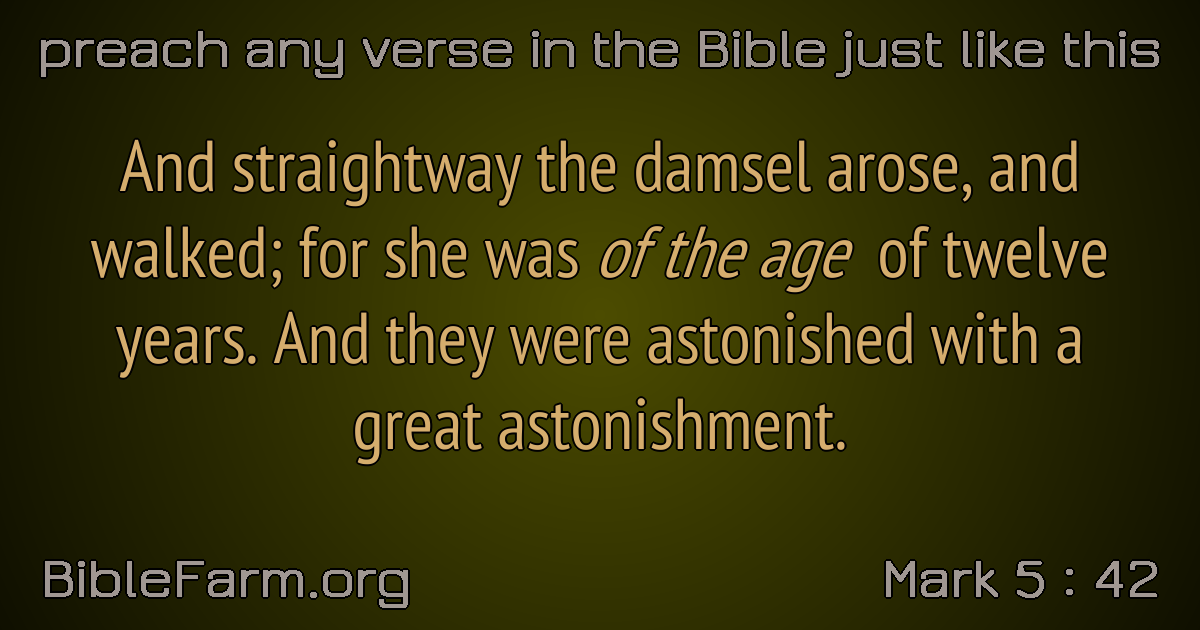 preach any verse in the Bible just like this
And straightway the damsel arose, and
walked; for she was of the age of twelve
years. And they were astonished with a
great astonishment.
BibleFarm.org
Mark 5 : 42